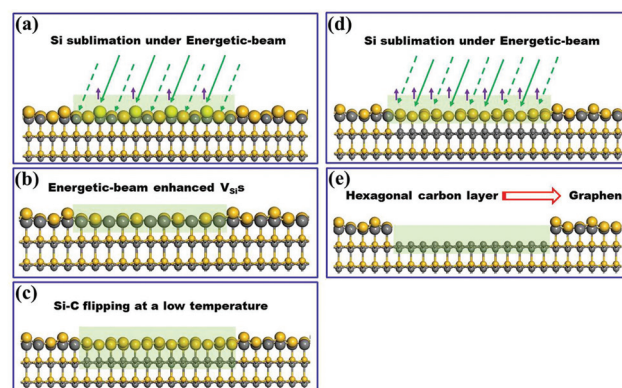 (a)
Si sublimation under Energetic-beam
(b)
Energetic-beam enhanced VSis
(c)
Si-C flipping at a low temperature
(d)
Si sublimation under Energetic-beam
(e)
Hexagonal carbon layer Graphen